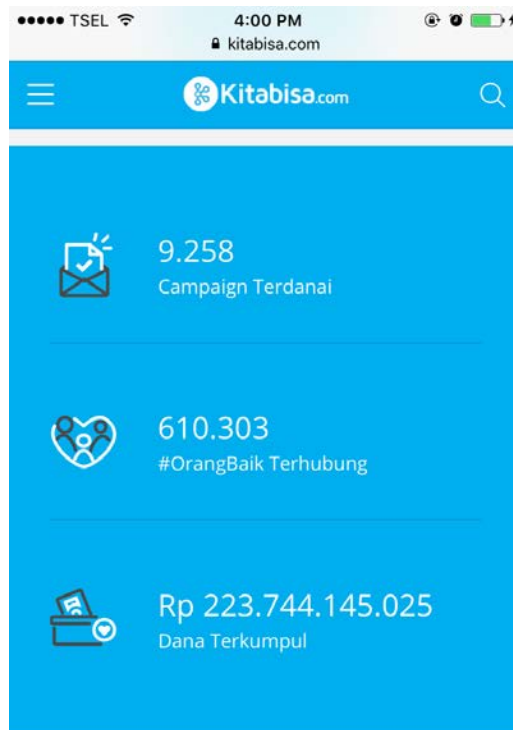 TSEL 4:00 PM
kitabisa.com
Kitabisa.com
9.258
Campaign Terdanai
610.303
#OrangBaik Terhubung
Rp 223.744.145.025
Dana Terkumpul